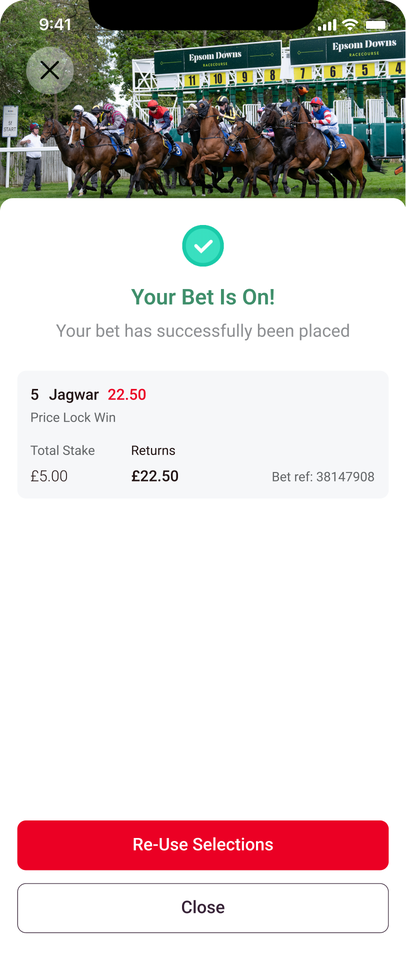 9:41
Epsom Downs
RACECOURSE
Epsom Downs
RACECOURSE
11 10 9 8 7 6 5 4
START
Your Bet Is On!
Your bet has successfully been placed
5 Jagwar 22.50
Price Lock Win
Total Stake Returns
£5.00 £22.50 Bet ref: 38147908
Re-Use Selections
Close